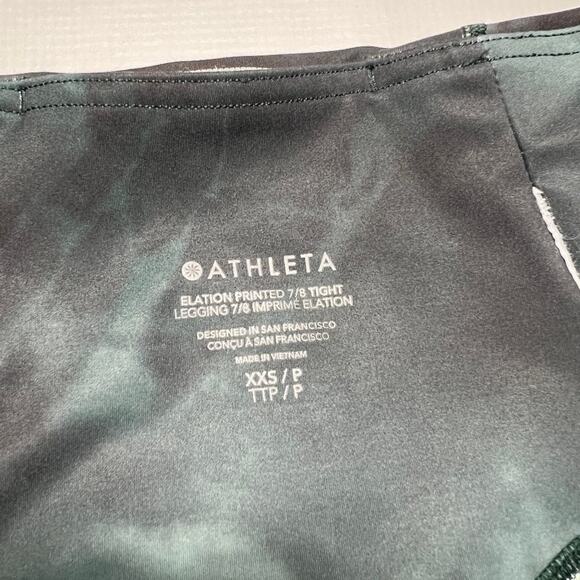 ATHLETA
ELATION PRINTED 7/8 TIGHT
LEGGING 7/8 IMPRIMÉ ELATION
DESIGNED IN SAN FRANCISCO
CONÇU À SAN FRANCISCO
MADE IN VIETNAM
XXS / P
TTP / P